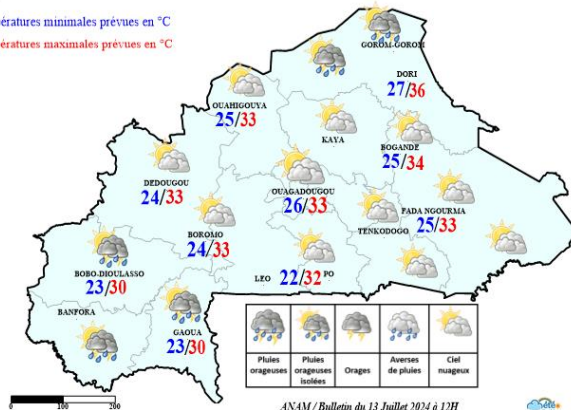 ératures minimales prévues en °C
ératures maximales prévues en °C
GOROM-GOROM
DORI
27/36
OUAHIGOUYA
25/33
KAYA
BOGANDE
25/34
DEDOUGOU
24/33
OUAGADOUGOU
26/33
FADA NGOURMA
25/33
TENKODOGO
BOROMO
24/33
BOBO-DIOULASSO
23/30
LEO 22/32 PO
BANFORA
GAOUA
23/30
Pluies orageuses
Pluies orageuses isolées
Orages
Averses de pluies
Ciel nuageux
0 100 200
ANAM / Bulletin du 13 Juillet 2024 à 12H